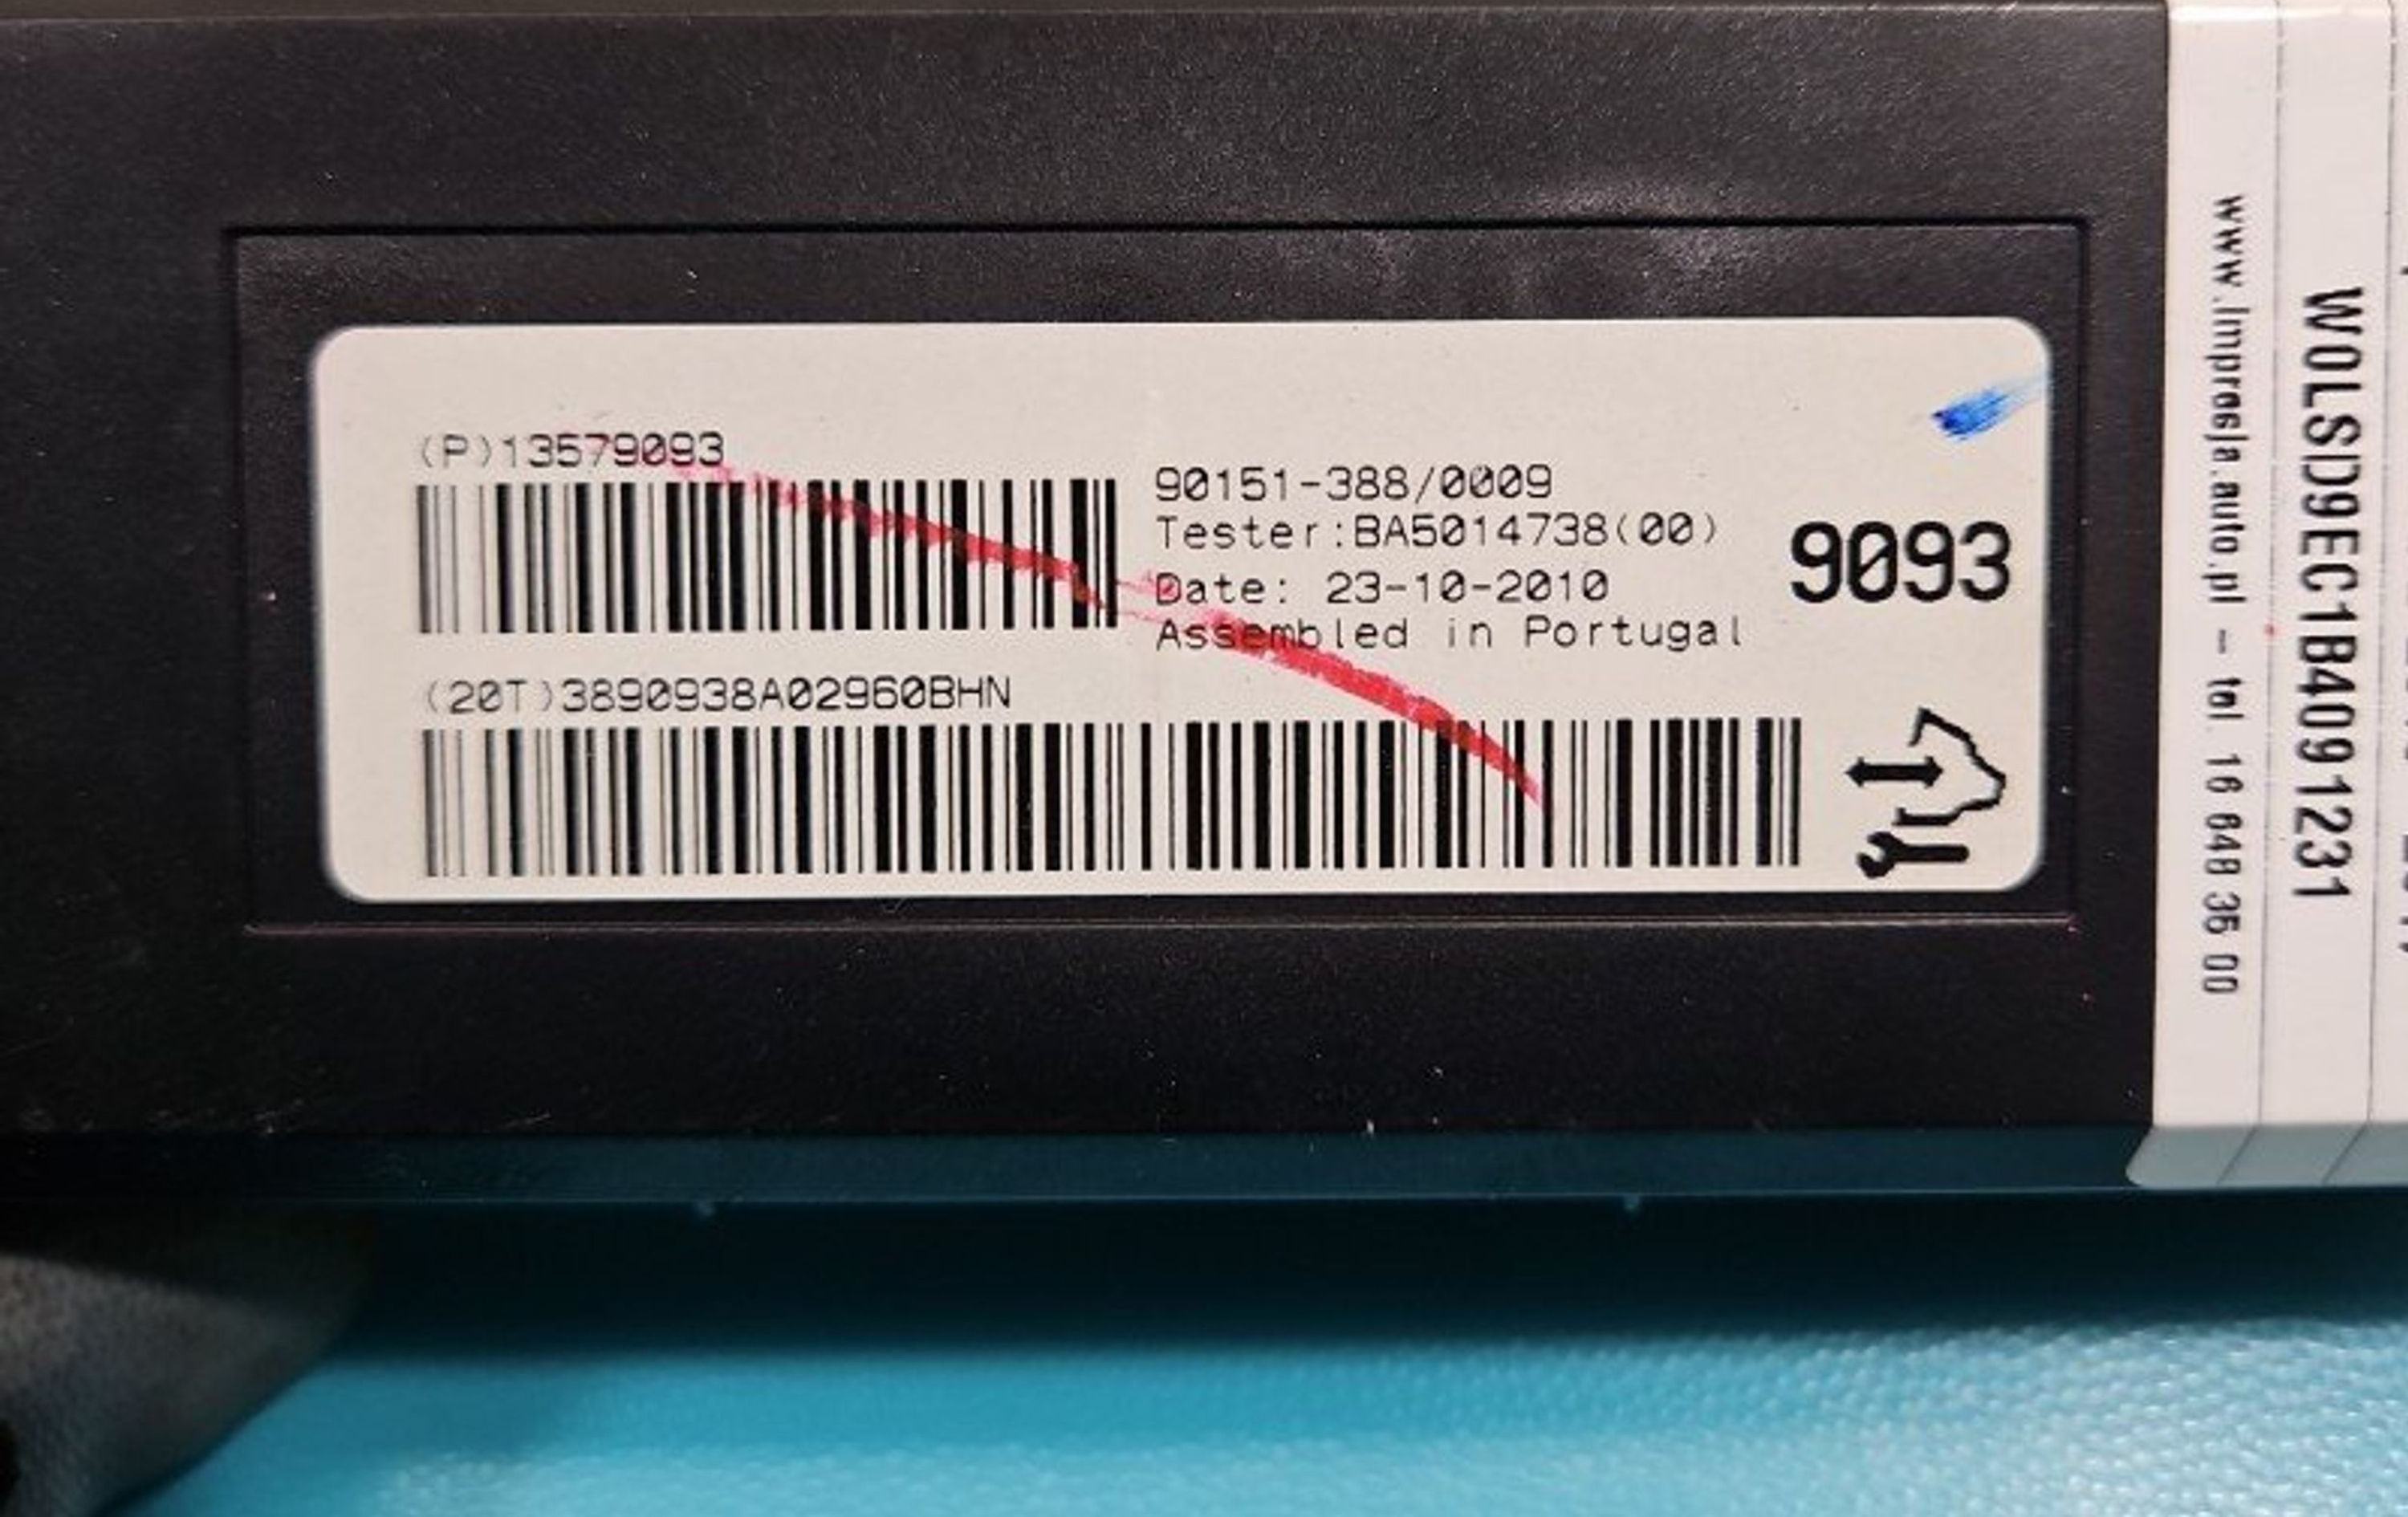 (P)13579093
90151-388/0009
Tester:BA5014738(00)
Date: 23-10-2010
Assembled in Portugal
9093
(20T)3890938A02960BHN
www.impresja.auto.pl - tel. 16 648 36 00
W0LSD9EC1B4091231